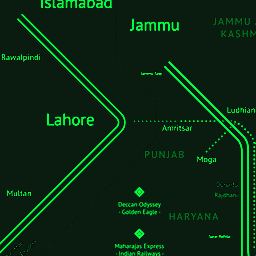 Islamabad
Jammu
JAMMU
KASHM
Rawalpindi
Lahore
Ludhian
Amritsar
PUNJAB
Moga
Multan
Deccan Odyssey
- Golden Eagle -
HARYANA
Maharajas Express
- Indian Railways -